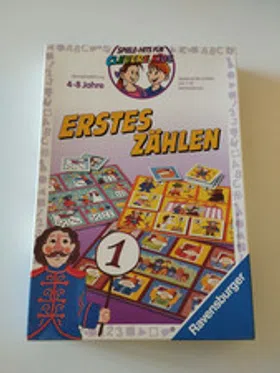 SPIELE-HITS FÜR
CLEVERE KIDS
4-8 Jahre
ERSTES
ZÄHLEN
1
Ravensburger